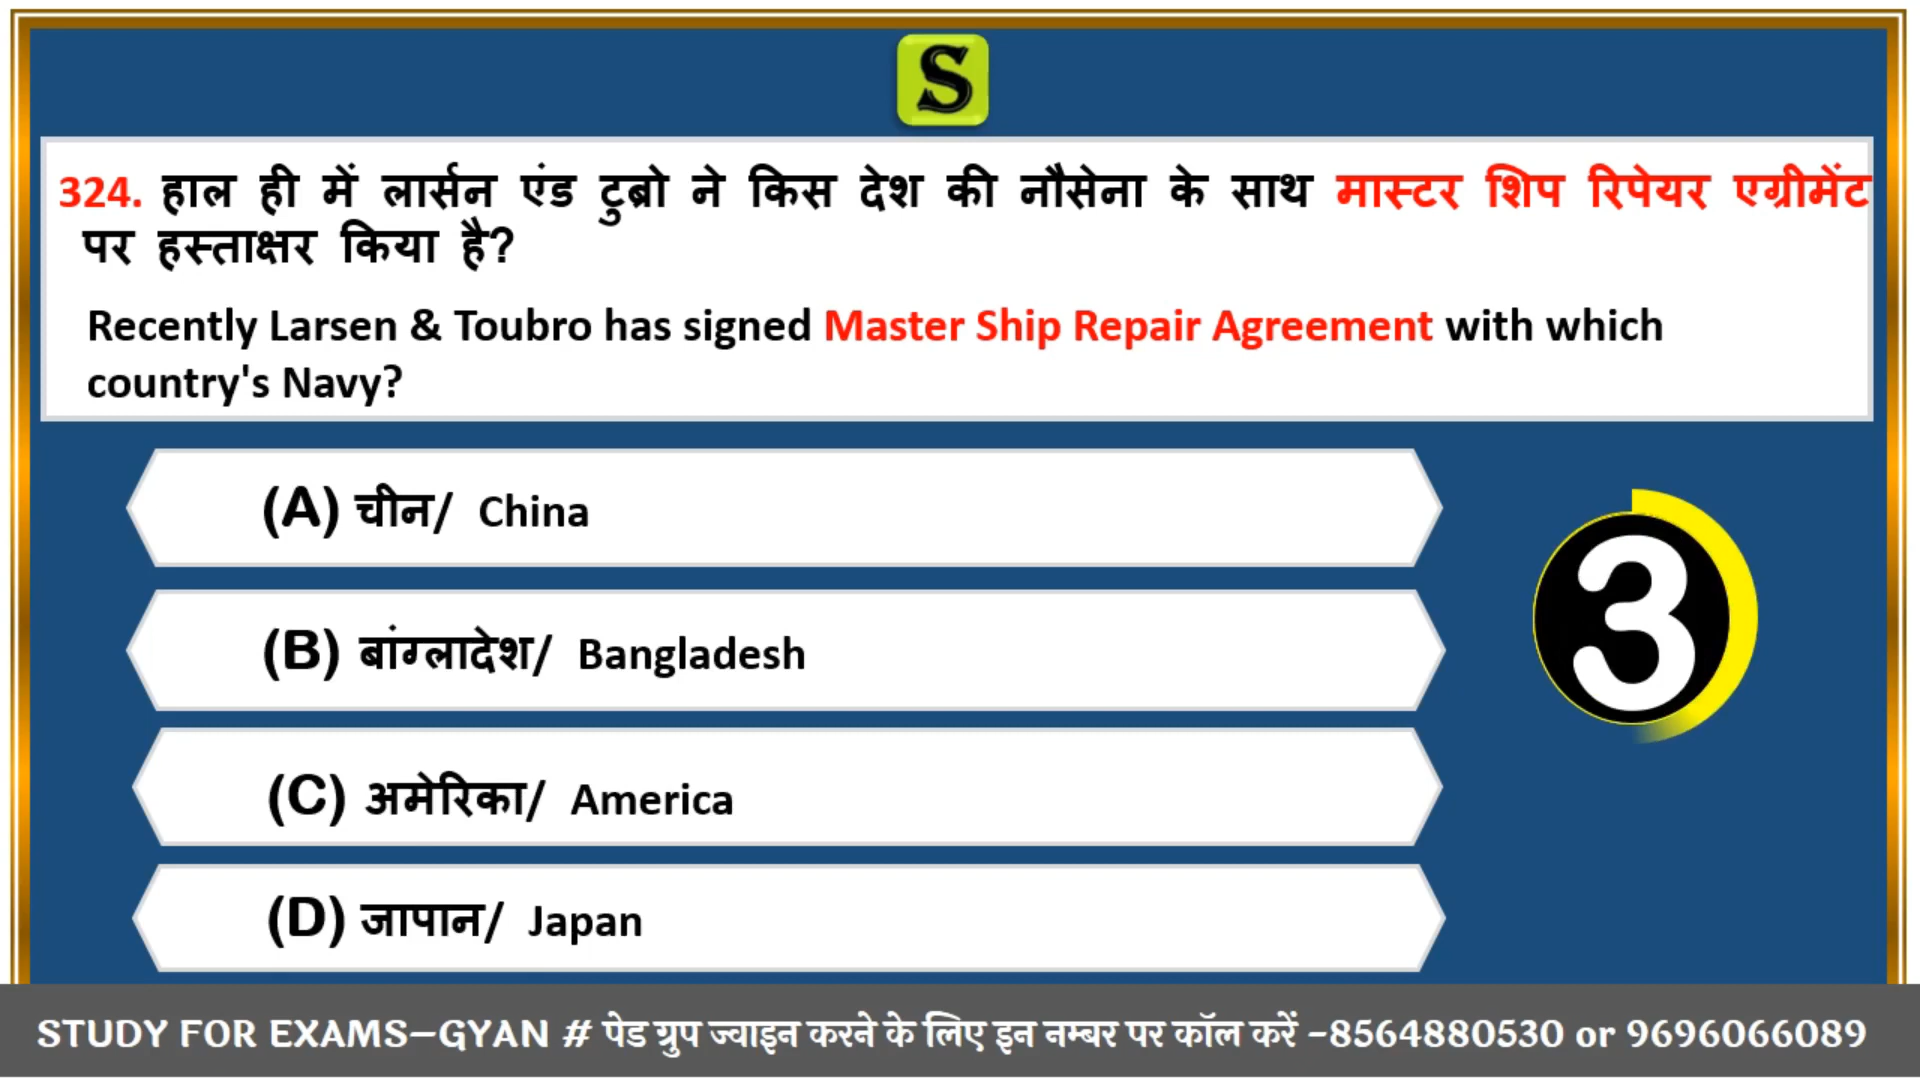 S
324. हाल ही में लार्सन एंड टुब्रो ने किस देश की नौसेना के साथ मास्टर शिप रिपेयर एग्रीमेंट
पर हस्ताक्षर किया है?
Recently Larsen & Toubro has signed Master Ship Repair Agreement with which
country's Navy?
(A) चीन/ China
(B) बांग्लादेश/ Bangladesh
3
(C) अमेरिका/ America
(D) जापान/ Japan
STUDY FOR EXAMS–GYAN # पेड ग्रुप ज्वाइन करने के लिए इन नम्बर पर कॉल करें -8564880530 or 9696066089